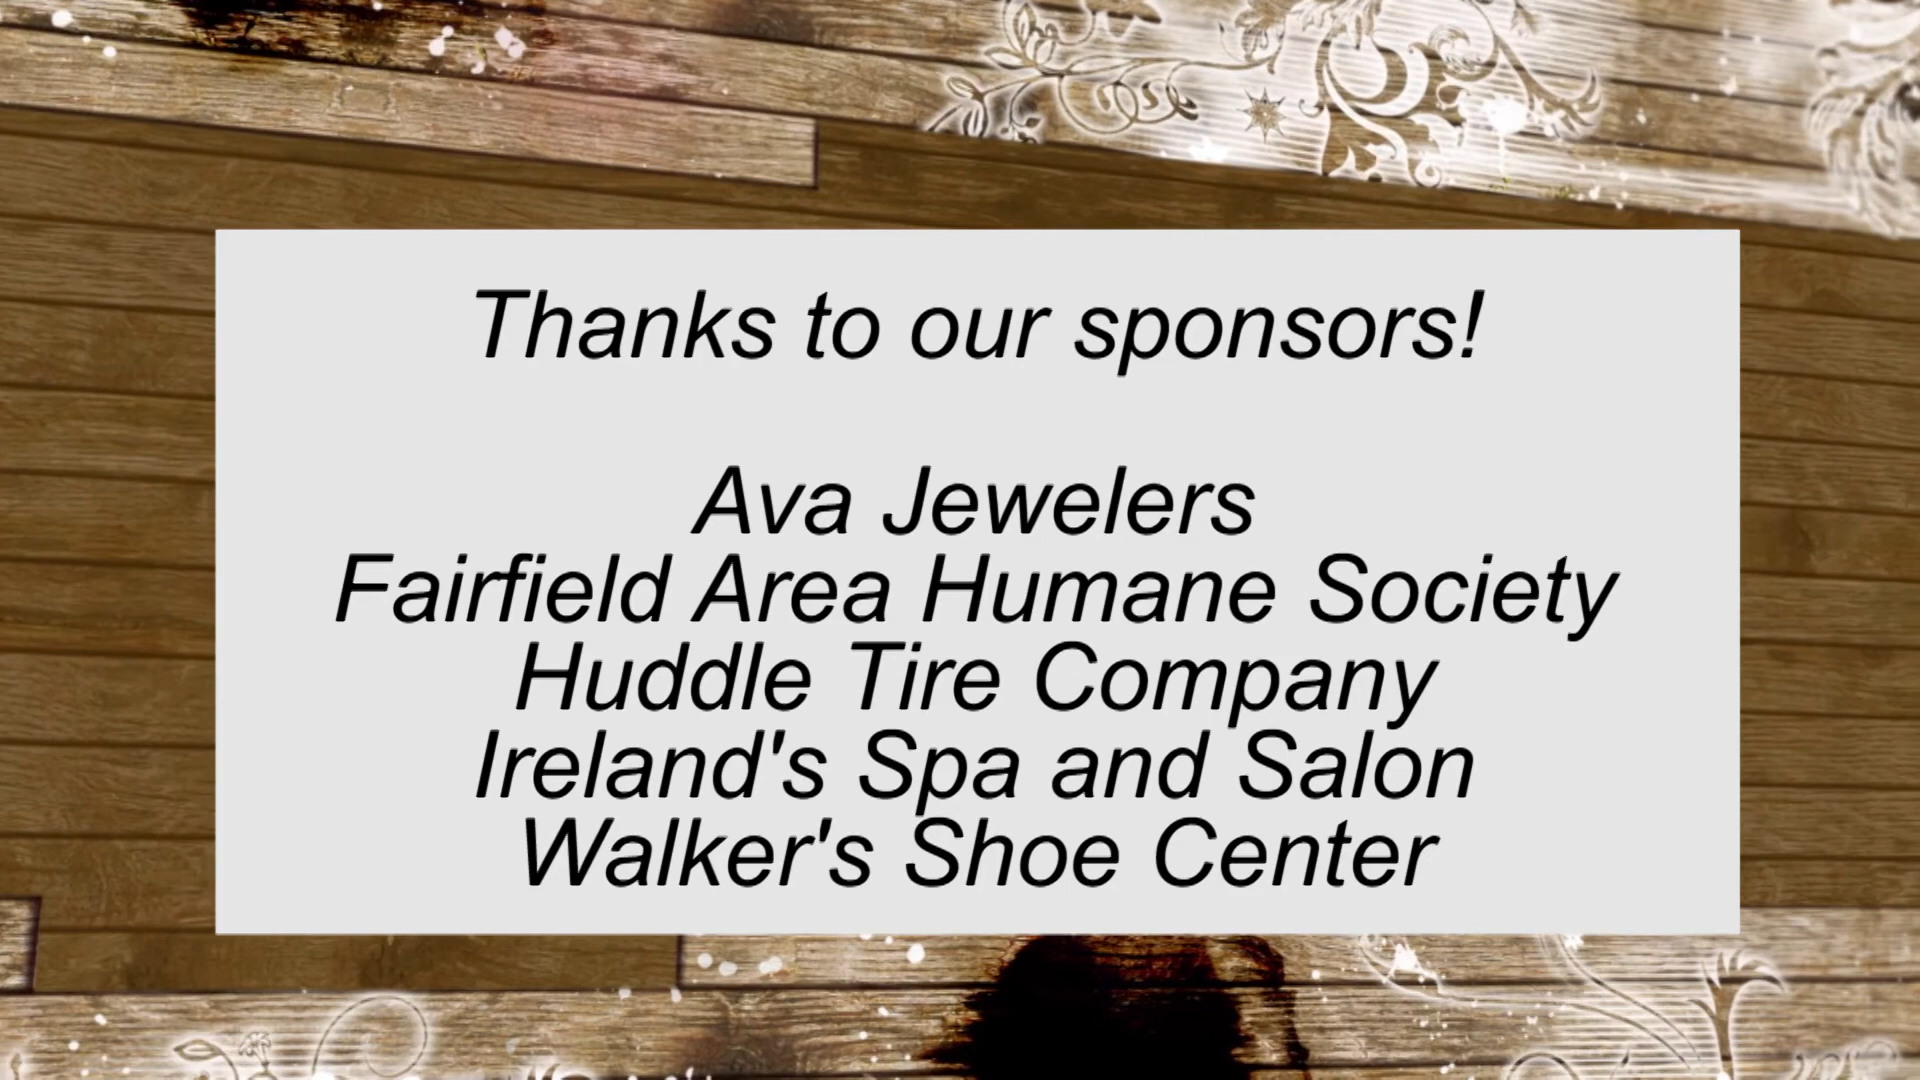 Thanks to our sponsors!
Ava Jewelers
Fairfield Area Humane Society
Huddle Tire Company
Ireland's Spa and Salon
Walker's Shoe Center